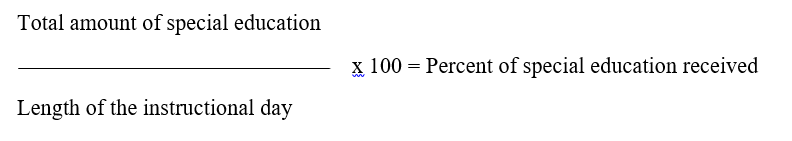 Total amount of special education
x 100 = Percent of special education received
Length of the instructional day